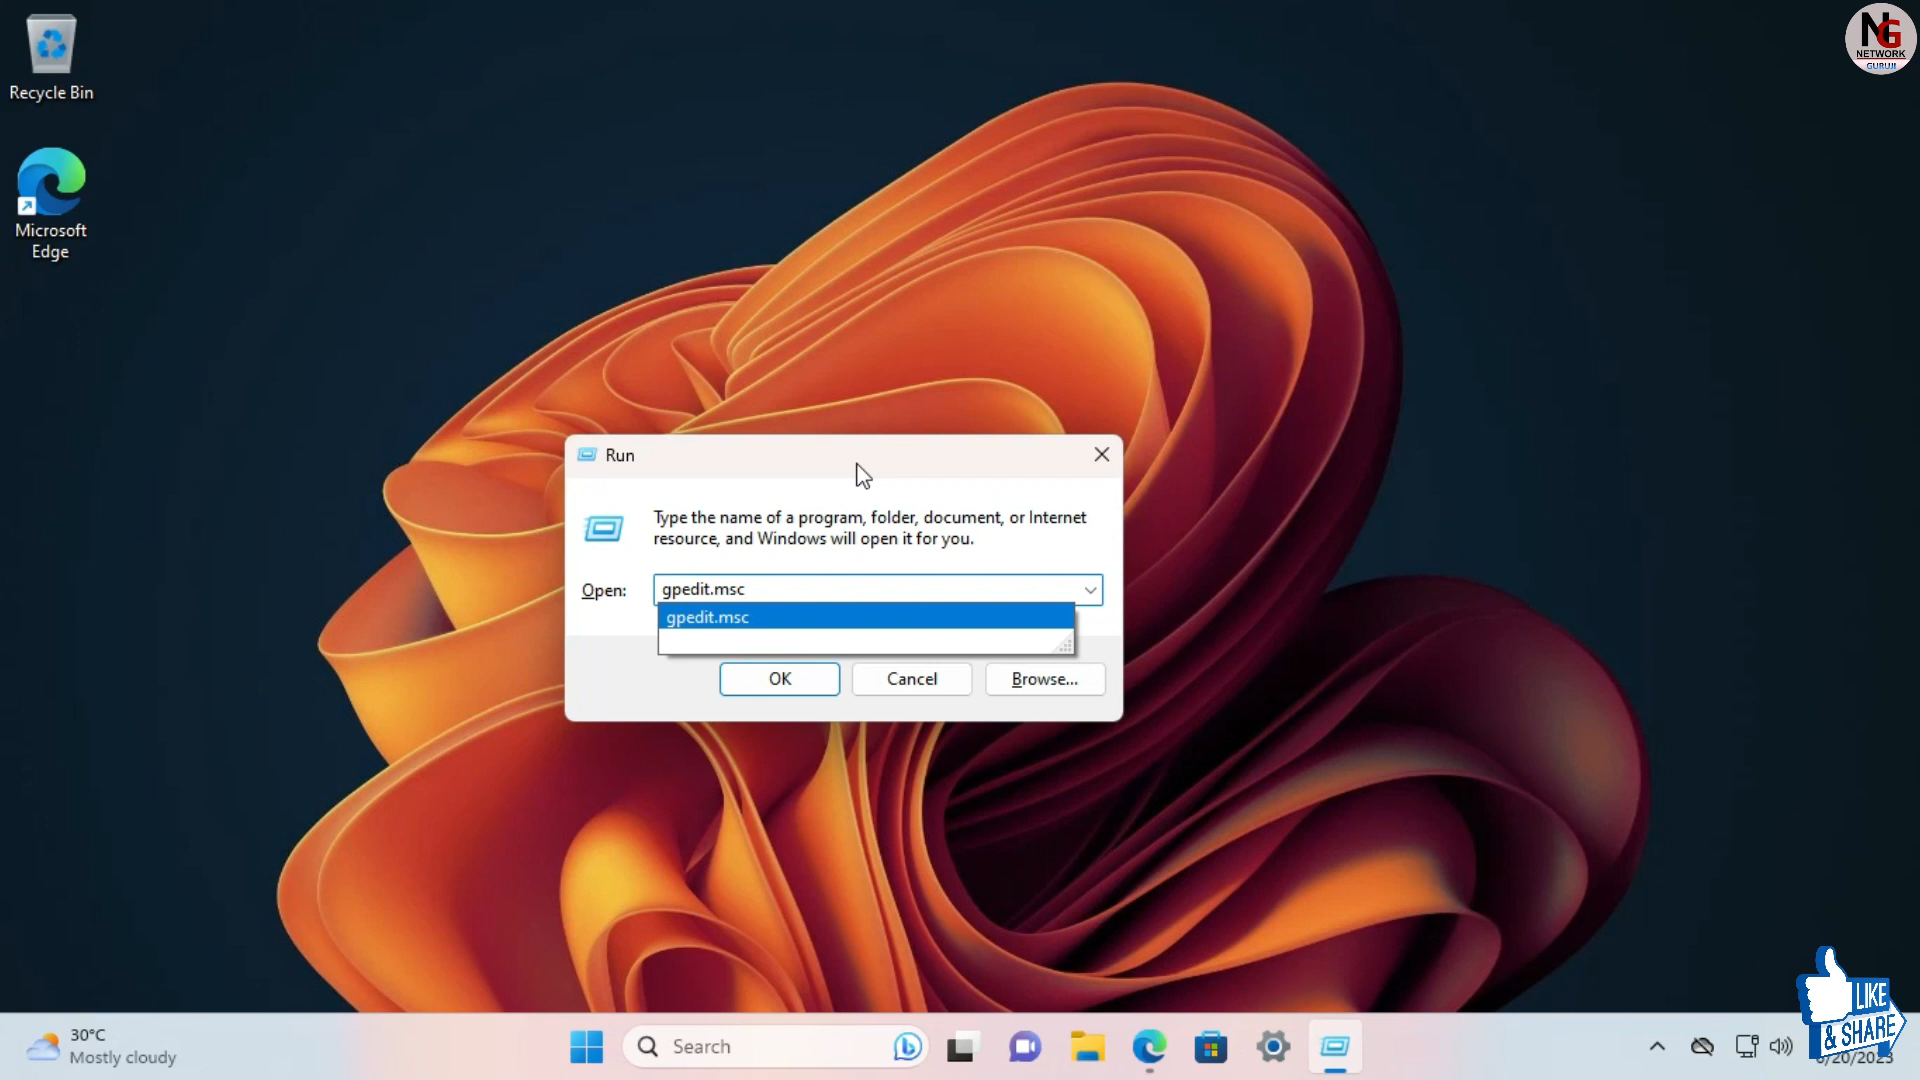 Recycle Bin
Microsoft
Edge
NG
NETWORK
GURUJI
Run
Type the name of a program, folder, document, or Internet
resource, and Windows will open it for you.
Open:
gpedit.msc
gpedit.msc
OK
Cancel
Browse...
30°C
Mostly cloudy
Search
LIKE
& SHARE
6/20/2023